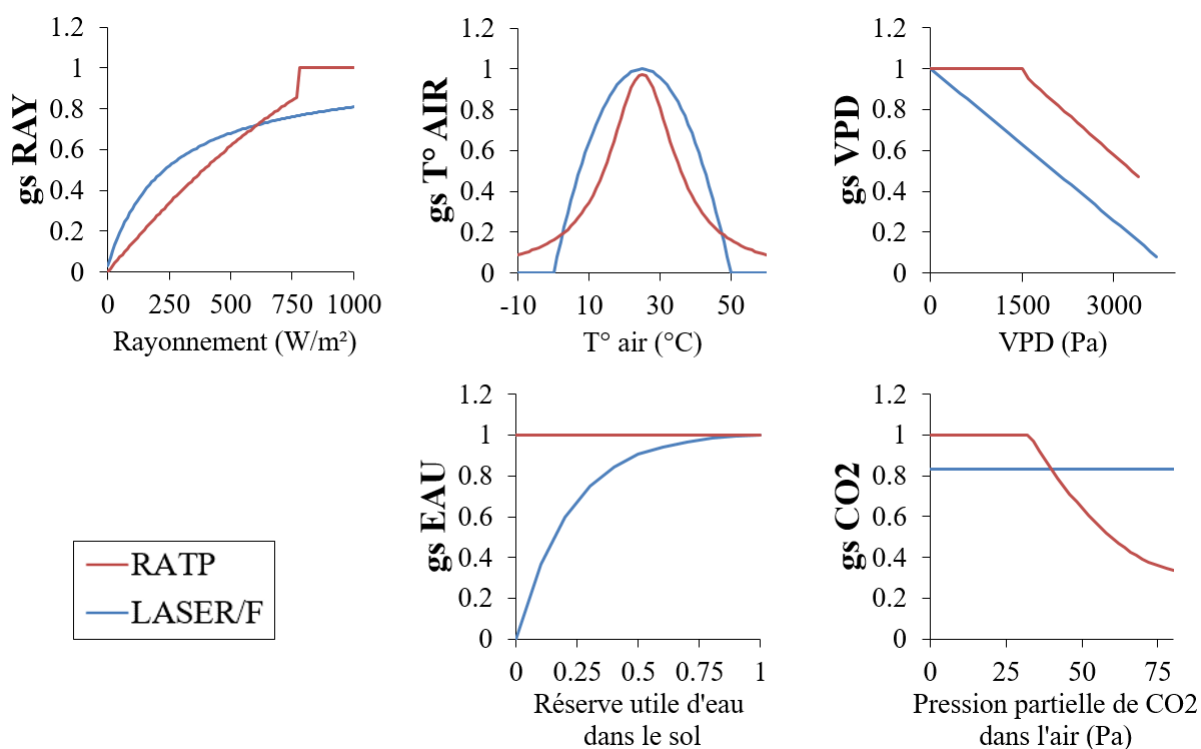 1.2
1
0.8
0.6
0.4
0.2
0
gs RAY
0 250 500 750 1000
Rayonnement (W/m²)
1.2
1
0.8
0.6
0.4
0.2
0
gs T° AIR
-10 10 30 50
T° air (°C)
1.2
1
0.8
0.6
0.4
0.2
0
gs VPD
0 1500 3000
VPD (Pa)
RATP
LASER/F
1.2
1
0.8
0.6
0.4
0.2
0
gs EAU
0 0.25 0.5 0.75 1
Réserve utile d'eau
dans le sol
1.2
1
0.8
0.6
0.4
0.2
0
gs CO2
0 25 50 75
Pression partielle de CO2
dans l'air (Pa)